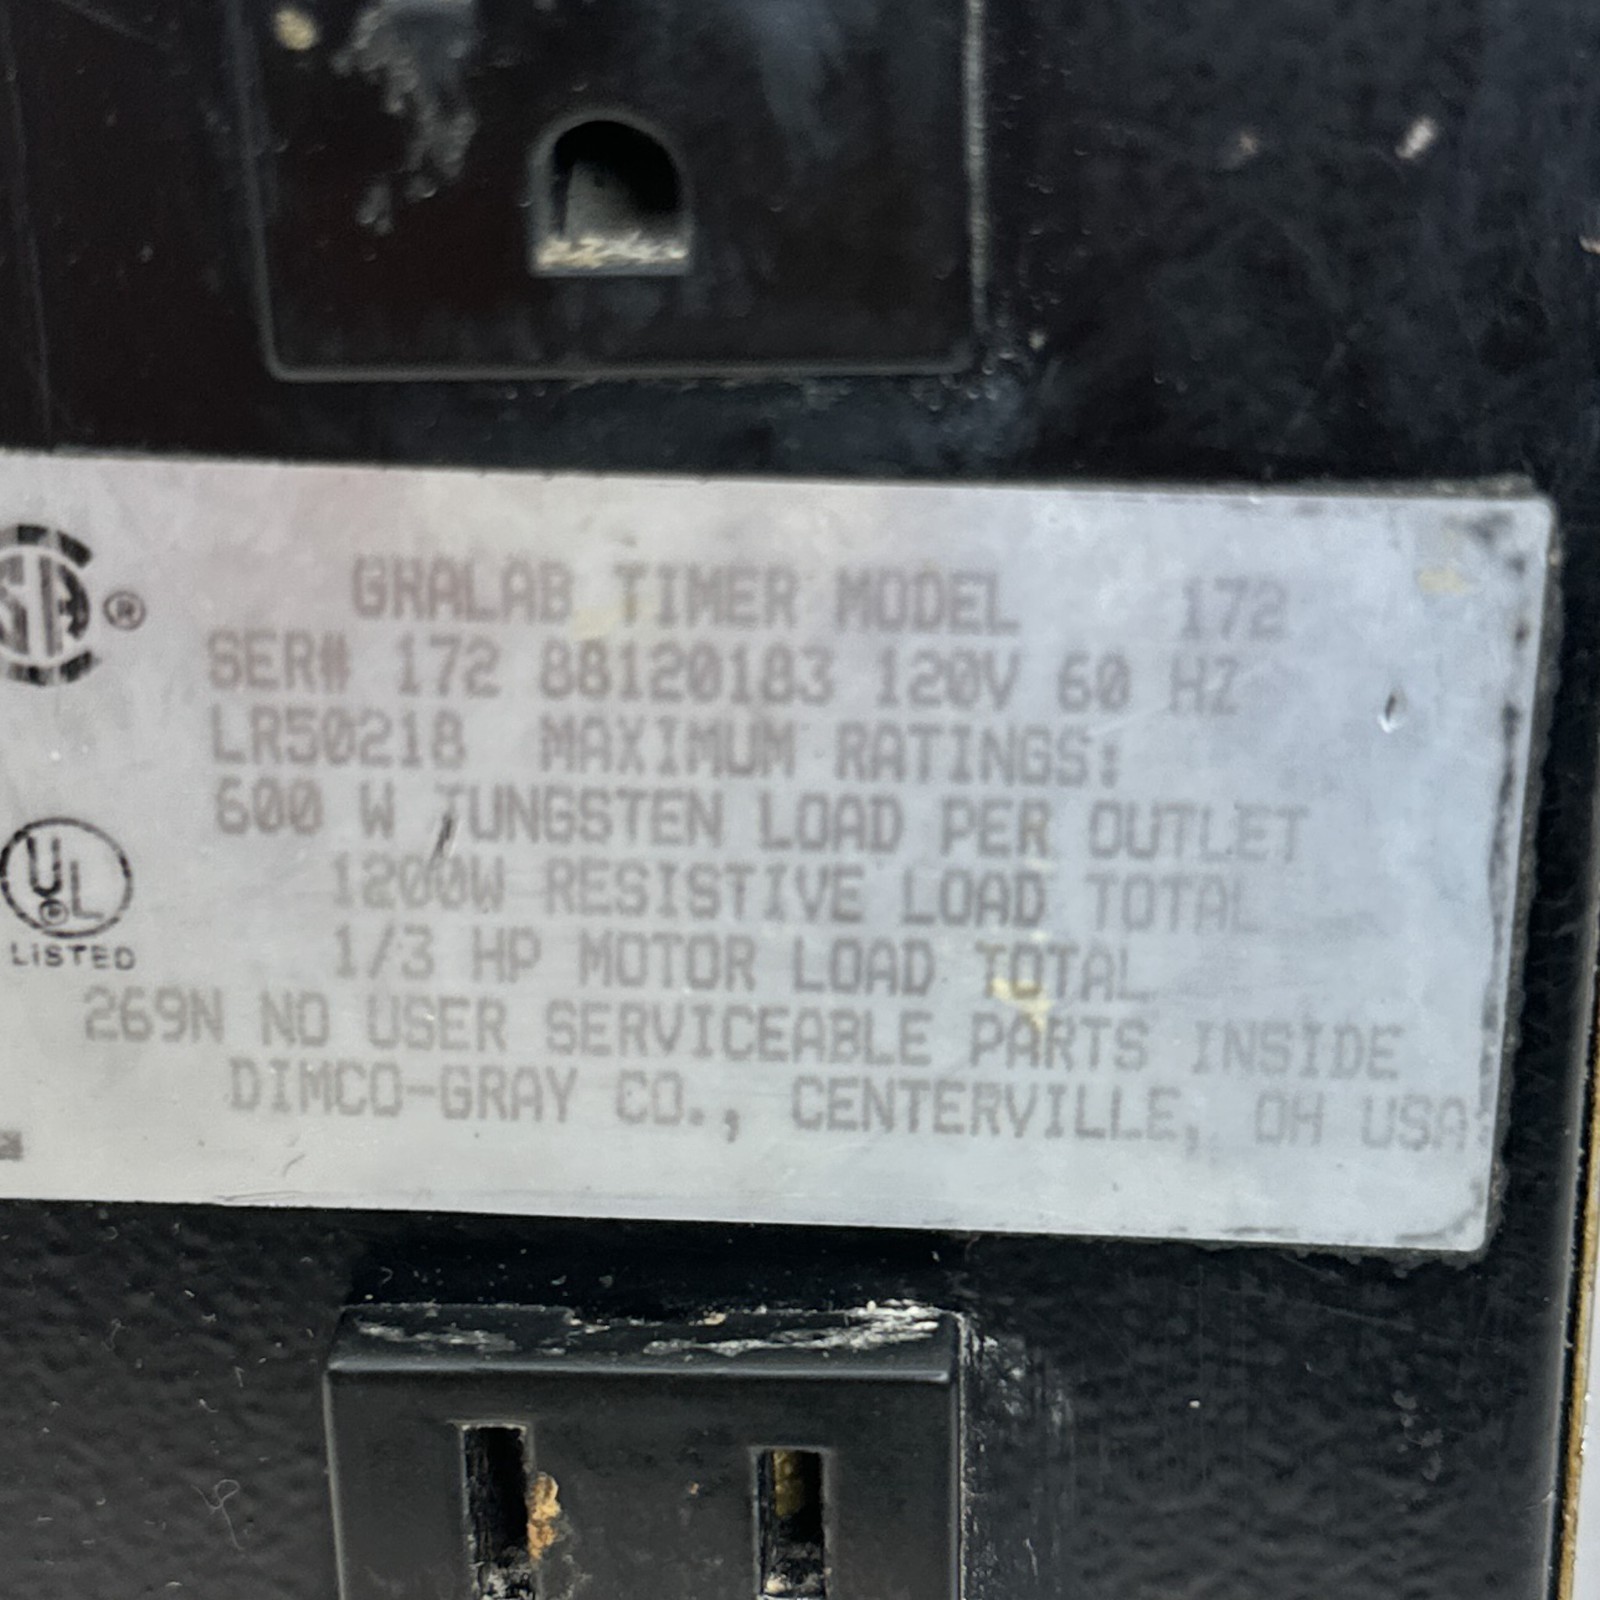 GRALAB TIMER MODEL 172
SER# 172 88120183 120V 60 HZ
LR50218 MAXIMUM RATINGS:
600 W TUNGSTEN LOAD PER OUTLET
1200W RESISTIVE LOAD TOTAL
1/3 HP MOTOR LOAD TOTAL
269N NO USER SERVICEABLE PARTS INSIDE
DIMCO-GRAY CO., CENTERVILLE, OH USA
SA ®
UL ®
LISTED